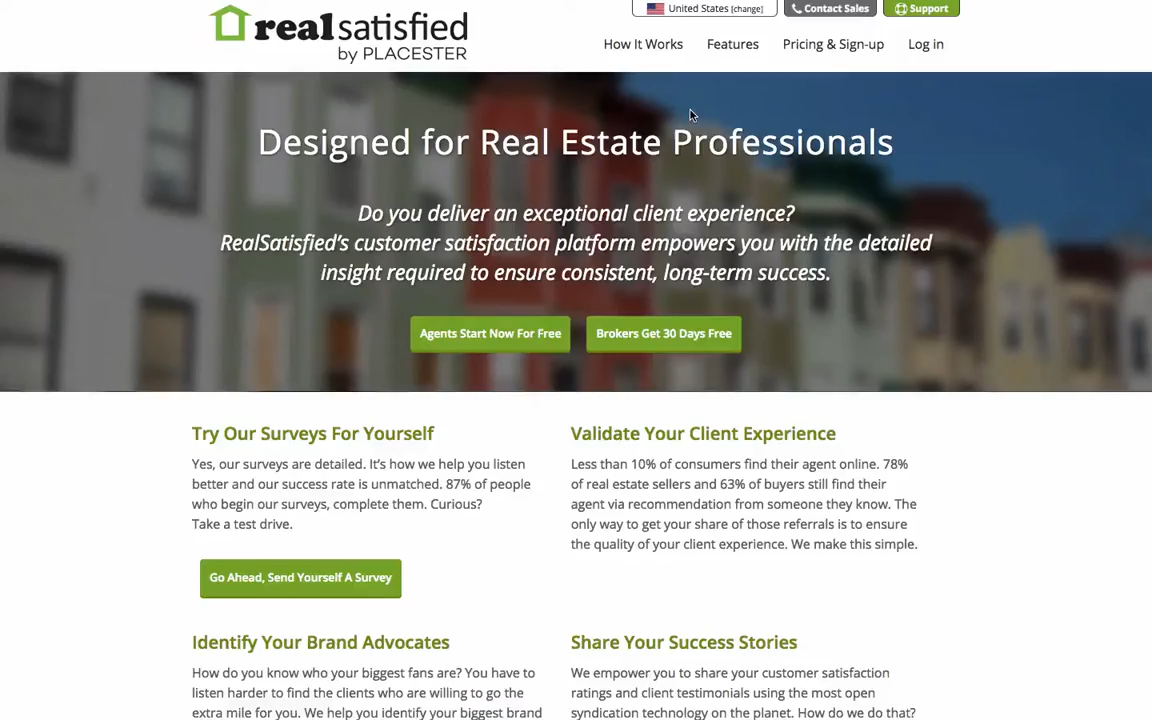 realsatisfied
by PLACESTER
United States [change]
Contact Sales
Support
How It Works
Features
Pricing & Sign-up
Log in
Designed for Real Estate Professionals
Do you deliver an exceptional client experience?
RealSatisfied's customer satisfaction platform empowers you with the detailed
insight required to ensure consistent, long-term success.
Agents Start Now For Free
Brokers Get 30 Days Free
Try Our Surveys For Yourself
Yes, our surveys are detailed. It's how we help you listen
better and our success rate is unmatched. 87% of people
who begin our surveys, complete them. Curious?
Take a test drive.
Go Ahead, Send Yourself A Survey
Validate Your Client Experience
Less than 10% of consumers find their agent online. 78%
of real estate sellers and 63% of buyers still find their
agent via recommendation from someone they know. The
only way to get your share of those referrals is to ensure
the quality of your client experience. We make this simple.
Identify Your Brand Advocates
How do you know who your biggest fans are? You have to
listen harder to find the clients who are willing to go the
extra mile for you. We help you identify your biggest brand
Share Your Success Stories
We empower you to share your customer satisfaction
ratings and client testimonials using the most open
syndication technology on the planet. How do we do that?